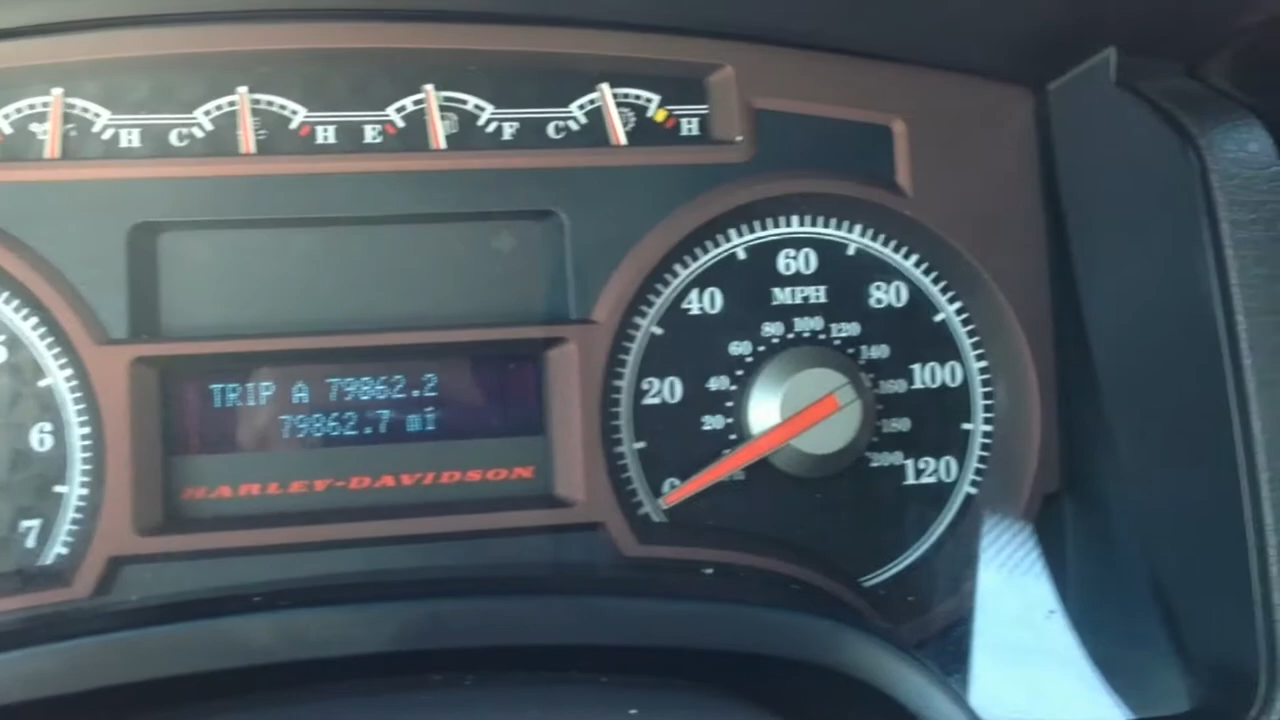 H C H E F C H
60
MPH
40 80
80 100 120
60 140
20 40 160 100
20 180
200 120
0
6
7
TRIP A 79862.2
79862.7 mi
HARLEY-DAVIDSON